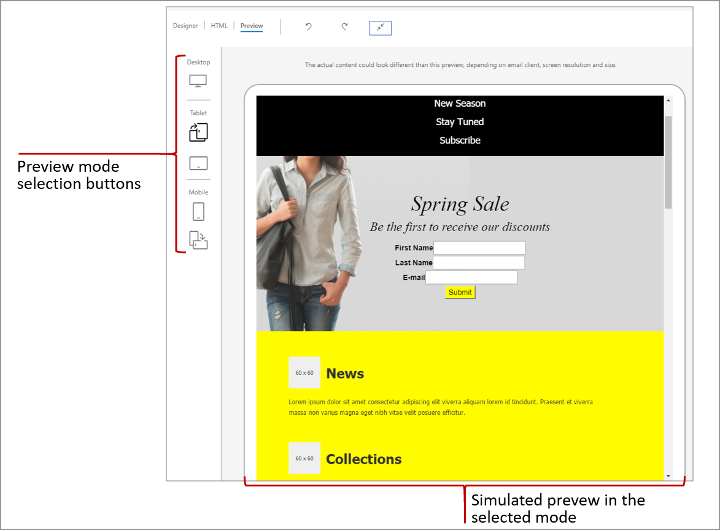 Designer | HTML | Preview
Desktop
The actual content could look different than this preview, depending on email client, screen resolution and size.
New Season
Tablet
Stay Tuned
Subscribe
Preview mode
selection buttons
Mobile
Spring Sale
Be the first to receive our discounts
First Name
Last Name
E-mail
Submit
60 x 60
News
Lorem ipsum dolor sit amet consectetur adipiscing elit viverra aliquam lorem id tincidunt. Praesent et viverra
massa non varius magna eget nibh vitae velit posuere efficitur.
60 x 60
Collections
Simulated prevew in the
selected mode